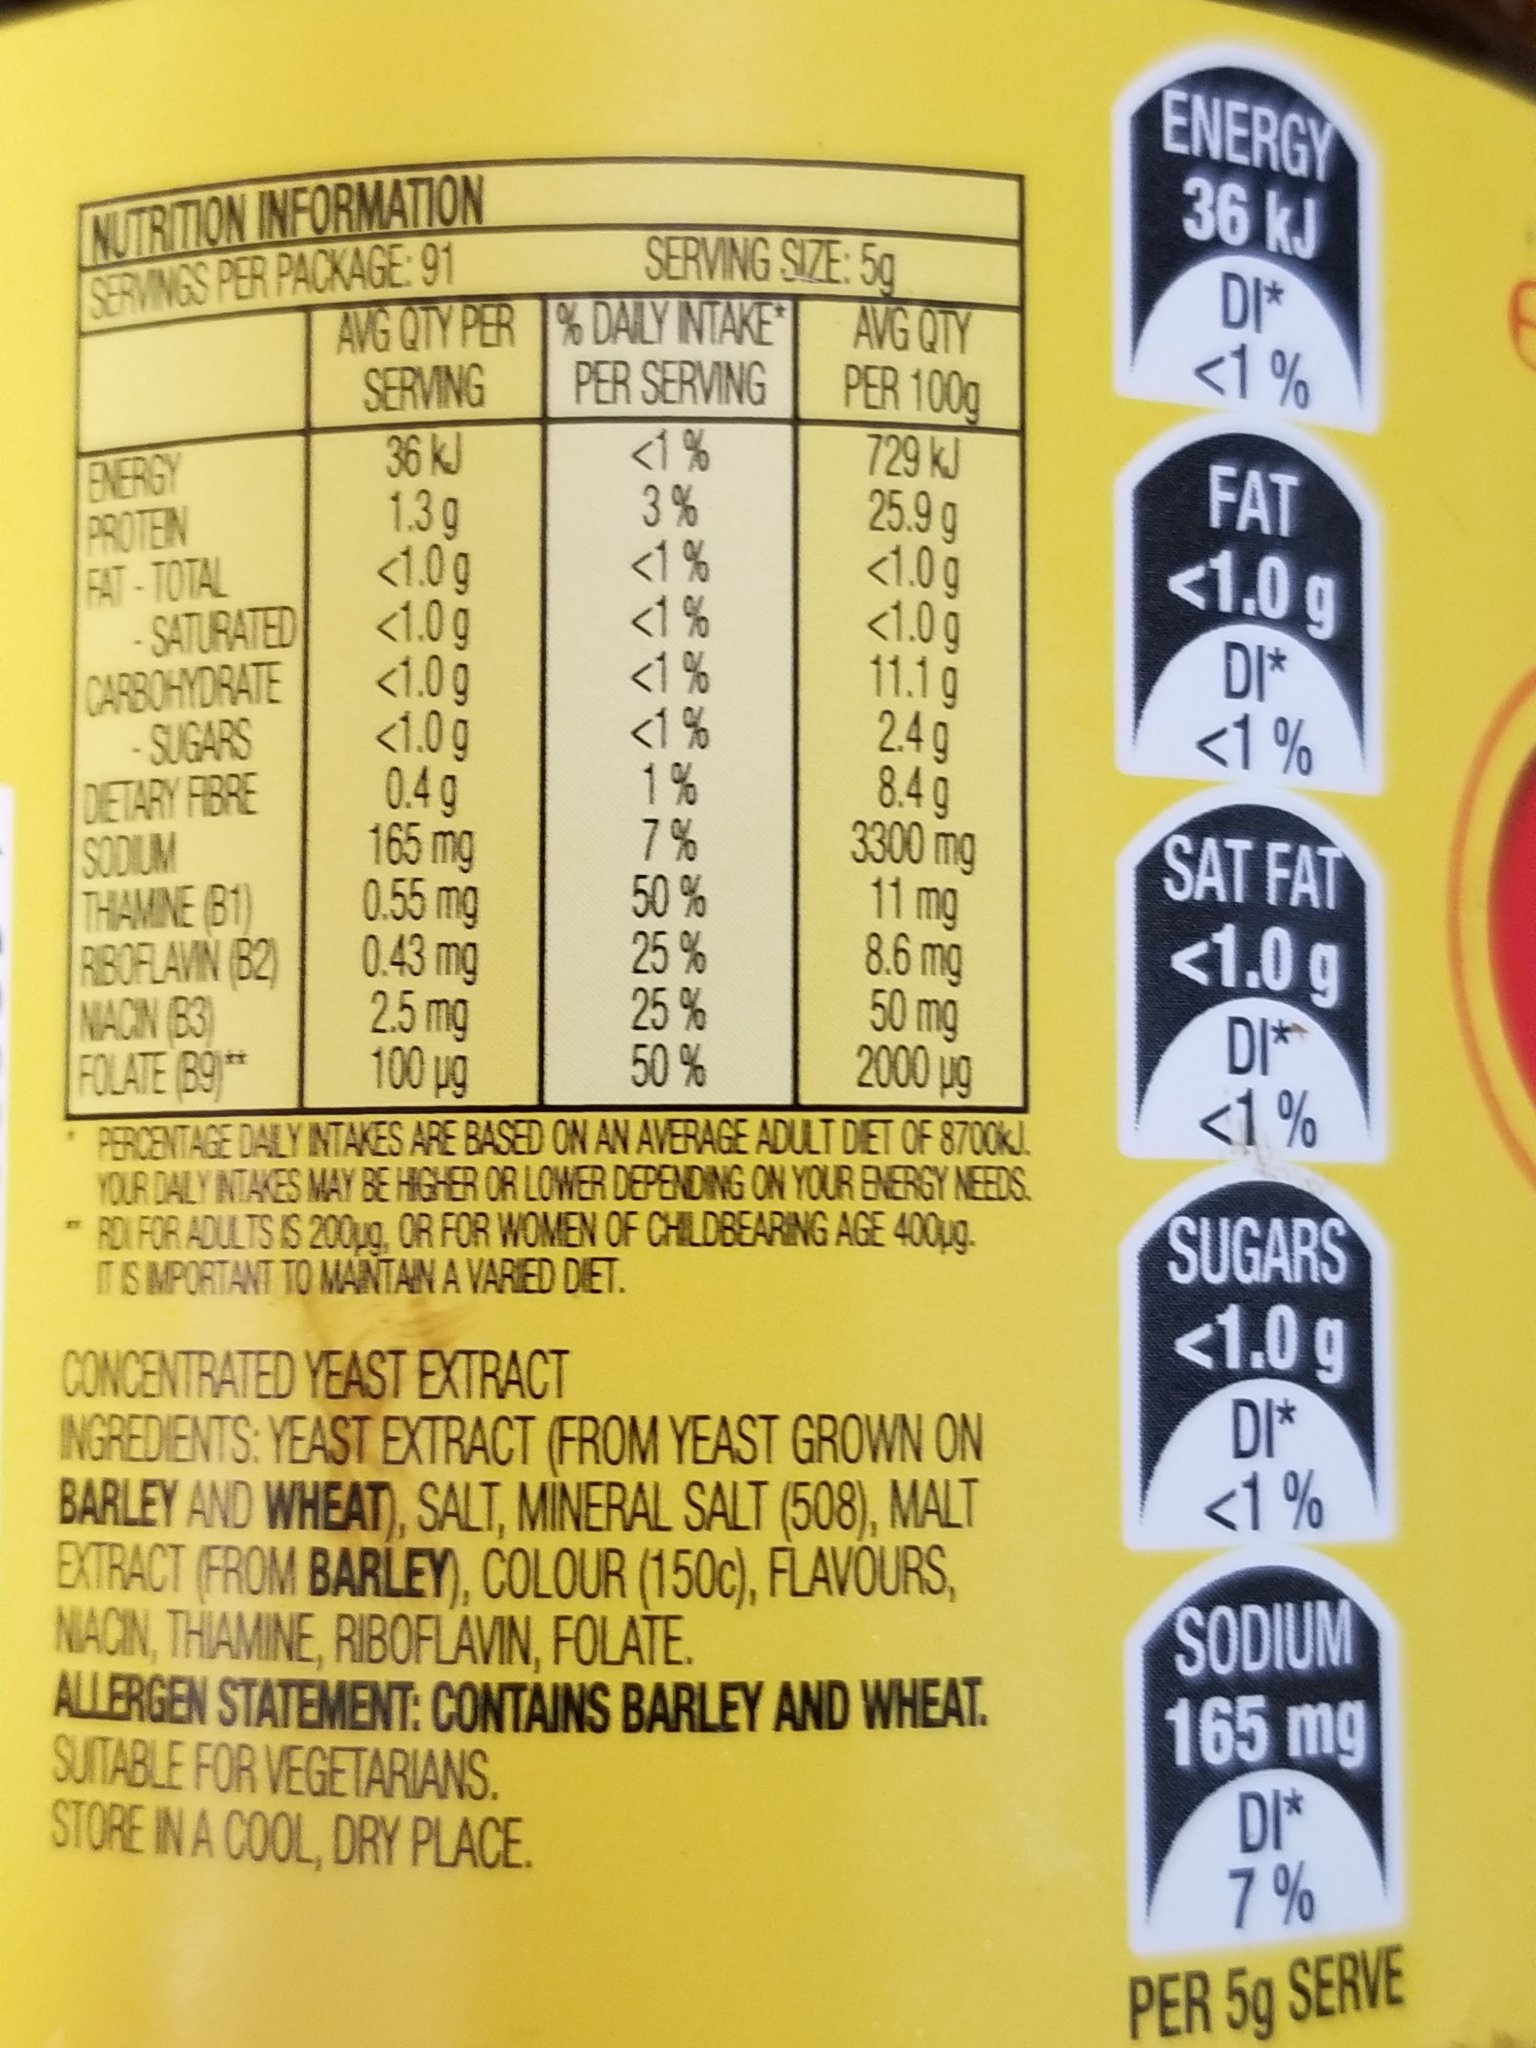 NUTRITION INFORMATION
SERVINGS PER PACKAGE: 91 SERVING SIZE: 5g
AVG QTY PER SERVING % DAILY INTAKE* PER SERVING AVG QTY PER 100g
ENERGY 36 kJ <1 % 729 kJ
PROTEIN 1.3 g 3 % 25.9 g
FAT - TOTAL <1.0 g <1 % <1.0 g
- SATURATED <1.0 g <1 % <1.0 g
CARBOHYDRATE <1.0 g <1 % 11.1 g
- SUGARS <1.0 g <1 % 2.4 g
DIETARY FIBRE 0.4 g 1 % 8.4 g
SODIUM 165 mg 7 % 3300 mg
THIAMINE (B1) 0.55 mg 50 % 11 mg
RIBOFLAVIN (B2) 0.43 mg 25 % 8.6 mg
NIACIN (B3) 2.5 mg 25 % 50 mg
FOLATE (B9)** 100 µg 50 % 2000 µg
* PERCENTAGE DAILY INTAKES ARE BASED ON AN AVERAGE ADULT DIET OF 8700kJ.
YOUR DAILY INTAKES MAY BE HIGHER OR LOWER DEPENDING ON YOUR ENERGY NEEDS.
** RDI FOR ADULTS IS 200µg, OR FOR WOMEN OF CHILDBEARING AGE 400µg.
IT IS IMPORTANT TO MAINTAIN A VARIED DIET.
CONCENTRATED YEAST EXTRACT
INGREDIENTS: YEAST EXTRACT (FROM YEAST GROWN ON
BARLEY AND WHEAT), SALT, MINERAL SALT (508), MALT
EXTRACT (FROM BARLEY), COLOUR (150c), FLAVOURS,
NIACIN, THIAMINE, RIBOFLAVIN, FOLATE.
ALLERGEN STATEMENT: CONTAINS BARLEY AND WHEAT.
SUITABLE FOR VEGETARIANS.
STORE IN A COOL, DRY PLACE.
ENERGY
36 kJ
DI*
<1 %
FAT
<1.0 g
DI*
<1 %
SAT FAT
<1.0 g
DI*
<1 %
SUGARS
<1.0 g
DI*
<1 %
SODIUM
165 mg
DI*
7 %
PER 5g SERVE